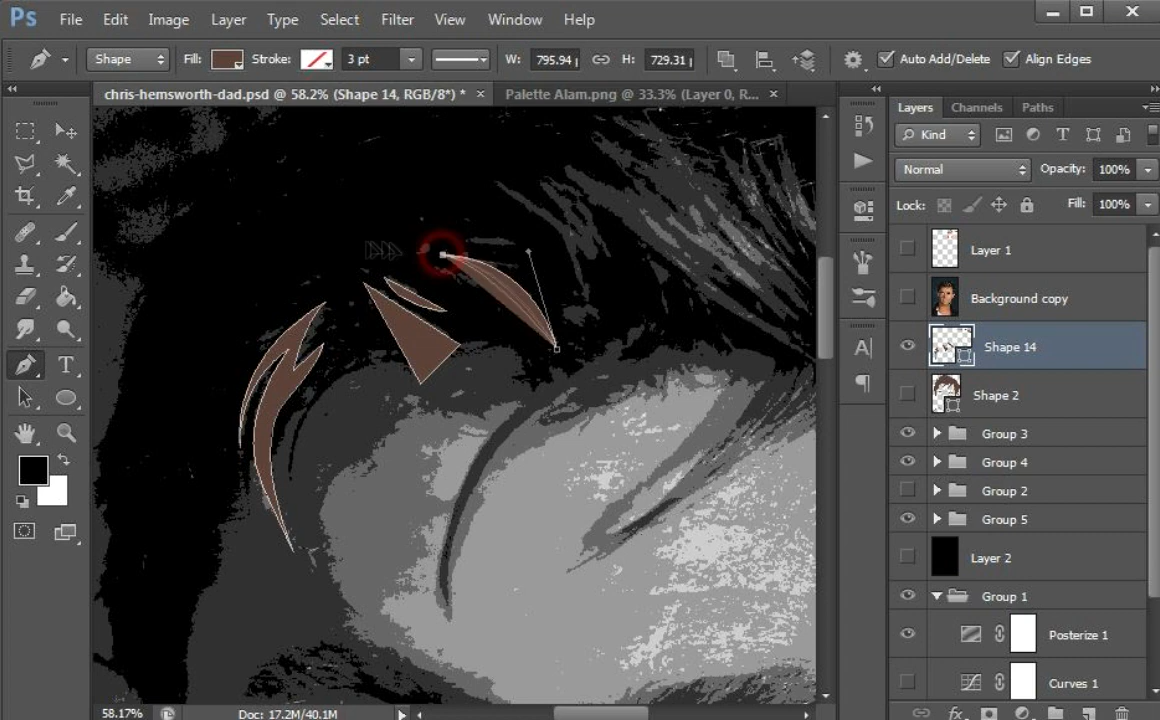 Ps File Edit Image Layer Type Select Filter View Window Help
Shape Fill: Stroke: 3 pt W: 795.94 H: 729.31 Auto Add/Delete Align Edges
chris-hemsworth-dad.psd @ 58.2% (Shape 14, RGB/8*) * × Palette Alam.png @ 33.3% (Layer 0, R... ×
Layers Channels Paths
Kind
Normal Opacity: 100%
Lock: Fill: 100%
Layer 1
Background copy
Shape 14
Shape 2
Group 3
Group 4
Group 2
Group 5
Layer 2
Group 1
Posterize 1
Curves 1
58.17% Doc: 17.2M/40.1M